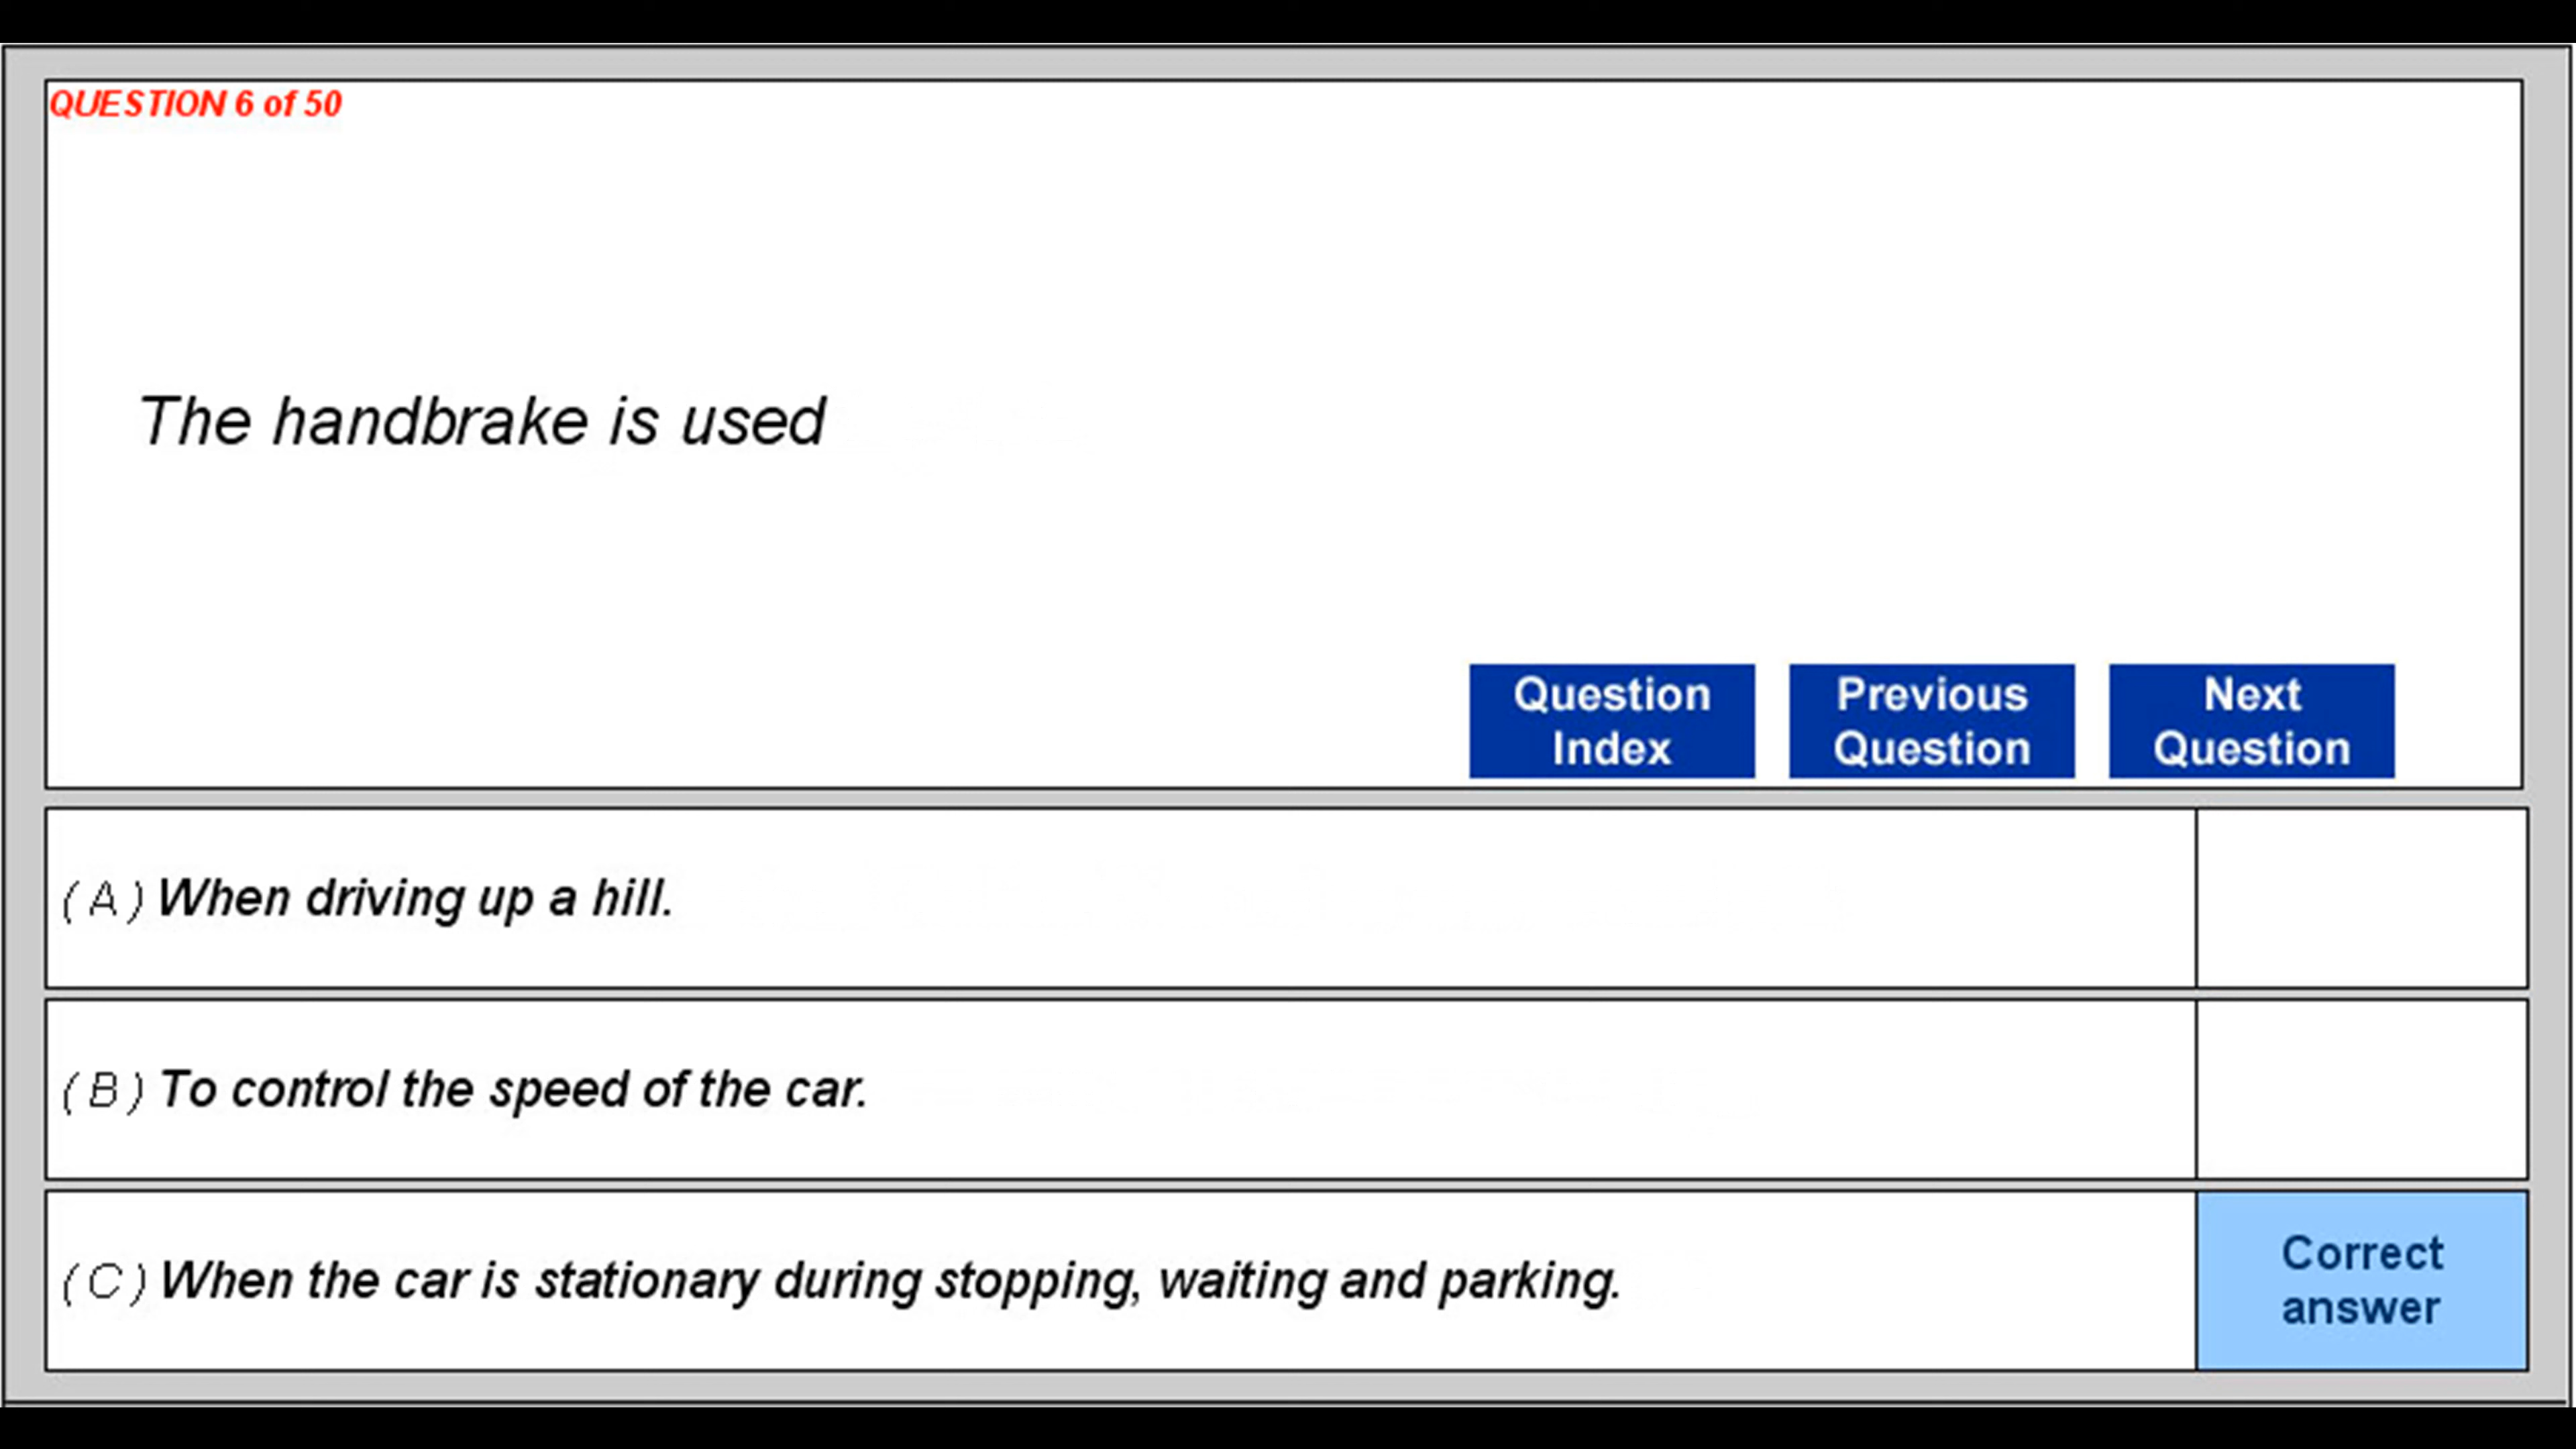 QUESTION 6 of 50
The handbrake is used
Question
Index
Previous
Question
Next
Question
(A) When driving up a hill.
(B) To control the speed of the car.
(C) When the car is stationary during stopping, waiting and parking.
Correct
answer